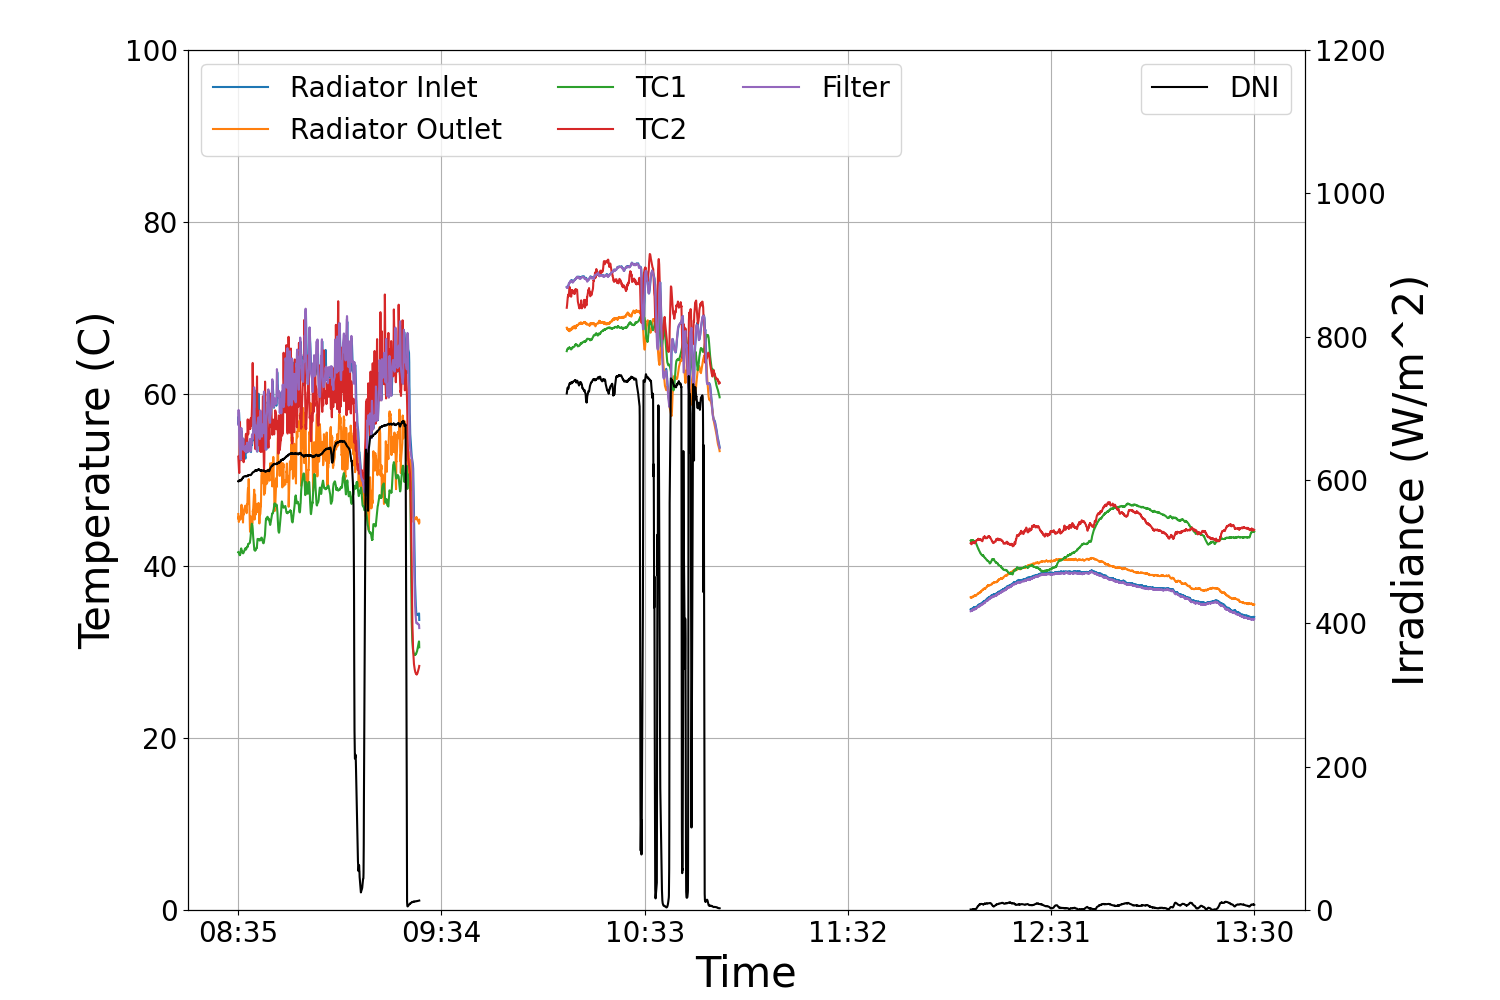 Radiator Inlet
Radiator Outlet
TC1
TC2
Filter
DNI
100
80
60
40
20
0
Temperature (C)
1200
1000
800
600
400
200
0
Irradiance (W/m^2)
08:35 09:34 10:33 11:32 12:31 13:30
Time